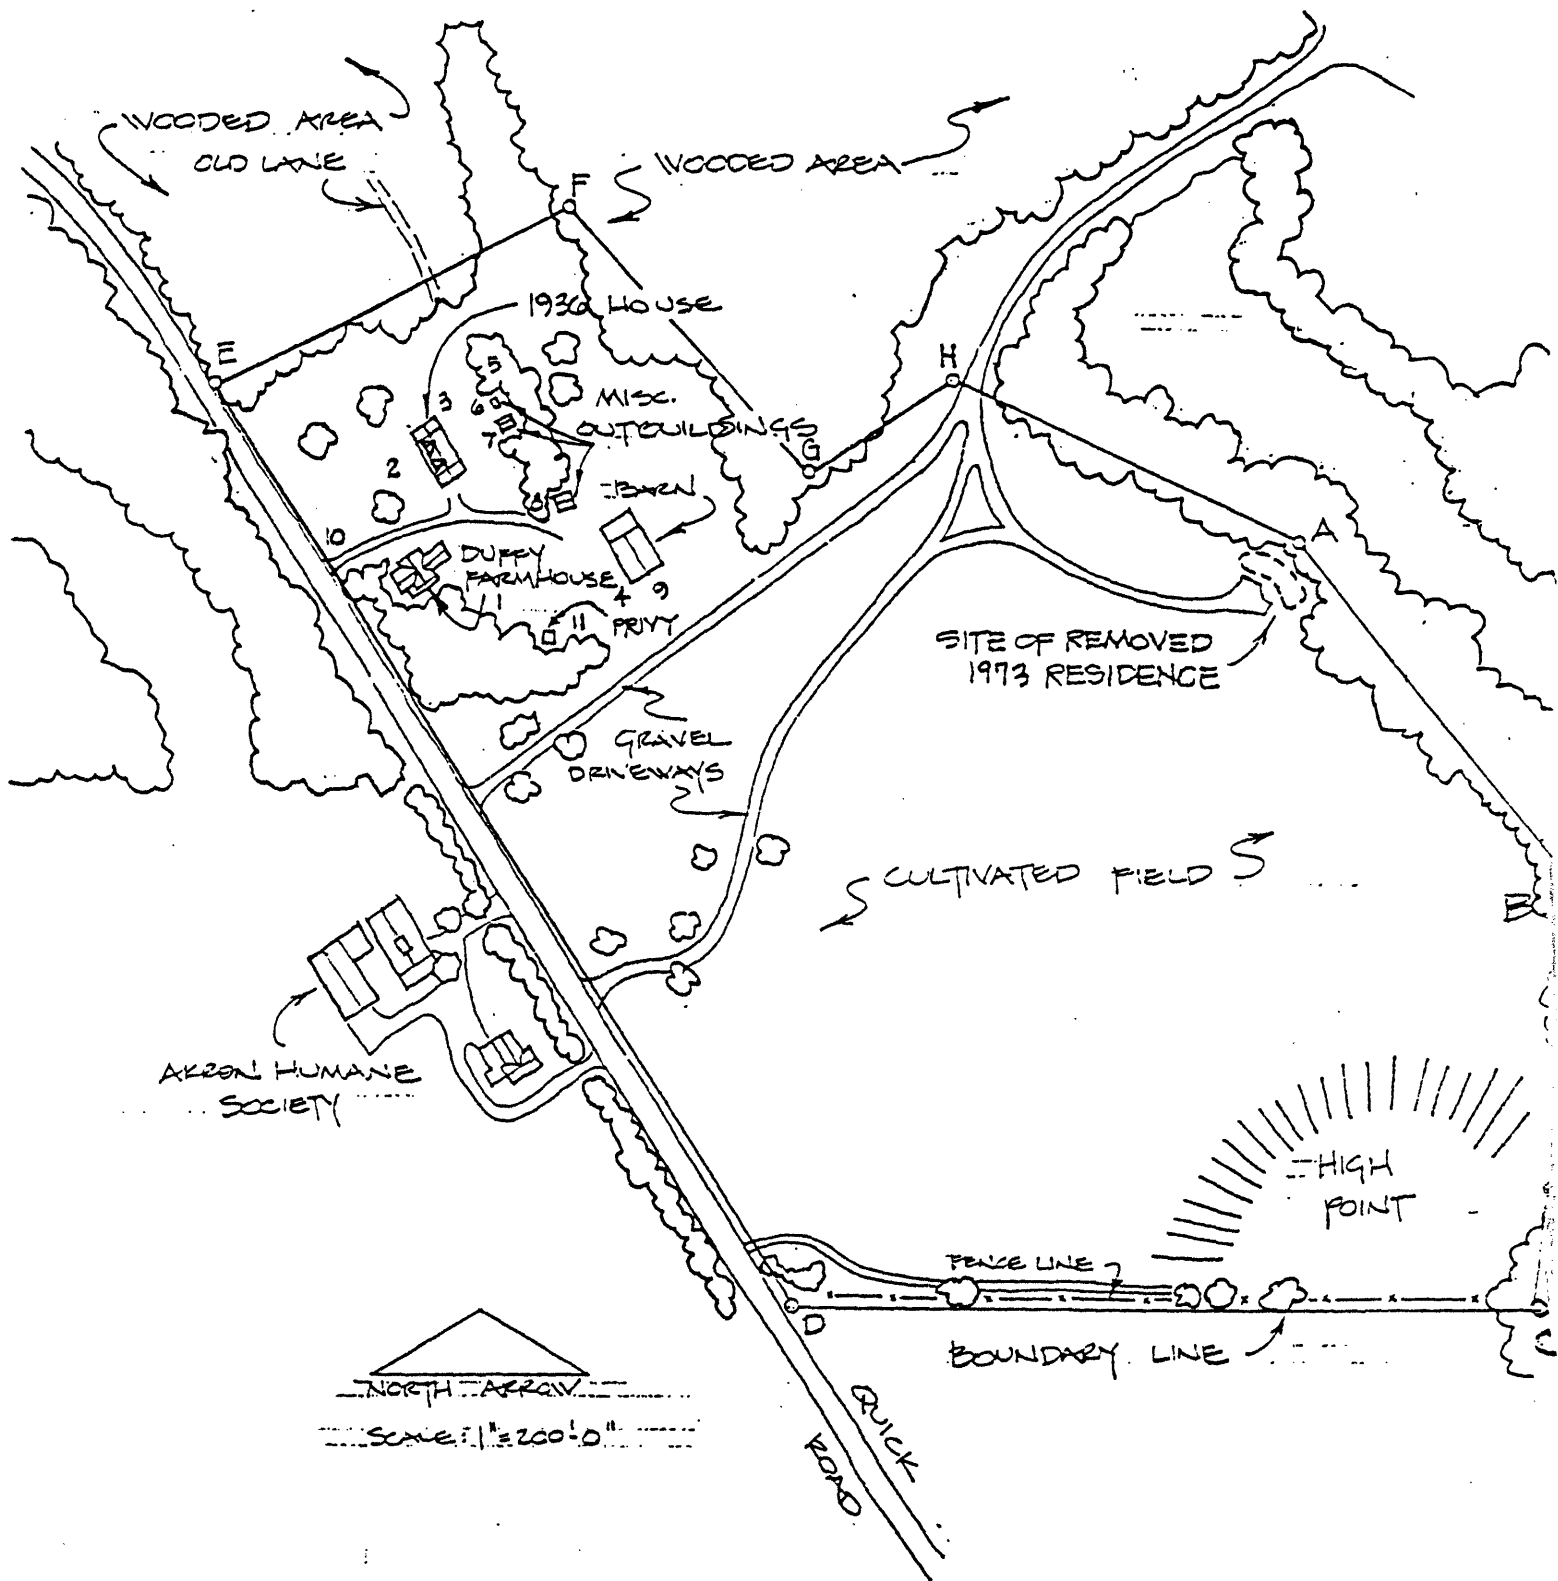 WOODED AREA
OLD LANE
WOODED AREA
F
1936 HOUSE
E
H
5
3
6
MISC.
OUTBUILDINGS
7
G
2
8
BARN
10
A
DUFFY
FARMHOUSE
1
4
9
11
PRIVY
SITE OF REMOVED
1973 RESIDENCE
GRAVEL
DRIVEWAYS
CULTIVATED FIELD
B
AKRON HUMANE
SOCIETY
HIGH
POINT
FENCE LINE
D
C
BOUNDARY LINE
NORTH ARROW
SCALE: 1"=200'-0"
QUICK
ROAD